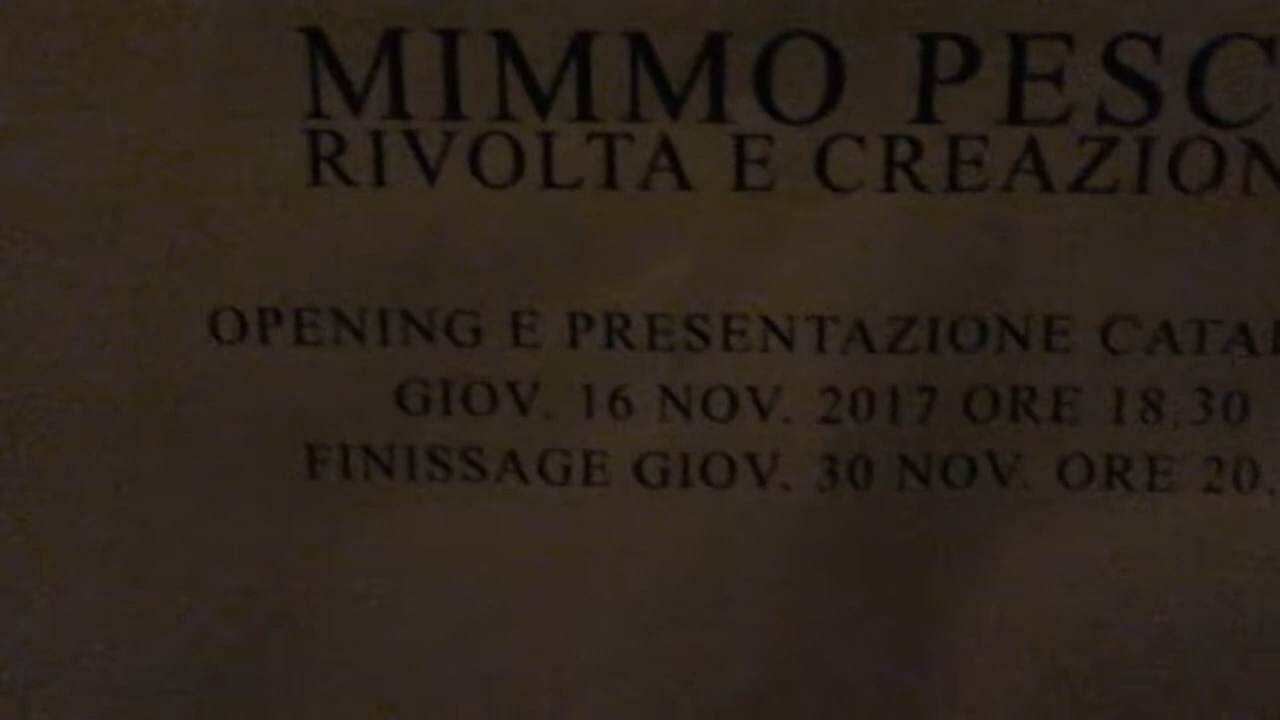 MIMMO PESC
RIVOLTA E CREAZION
OPENING E PRESENTAZIONE CATAL
GIOV. 16 NOV. 2017 ORE 18,30
FINISSAGE GIOV. 30 NOV. ORE 20,